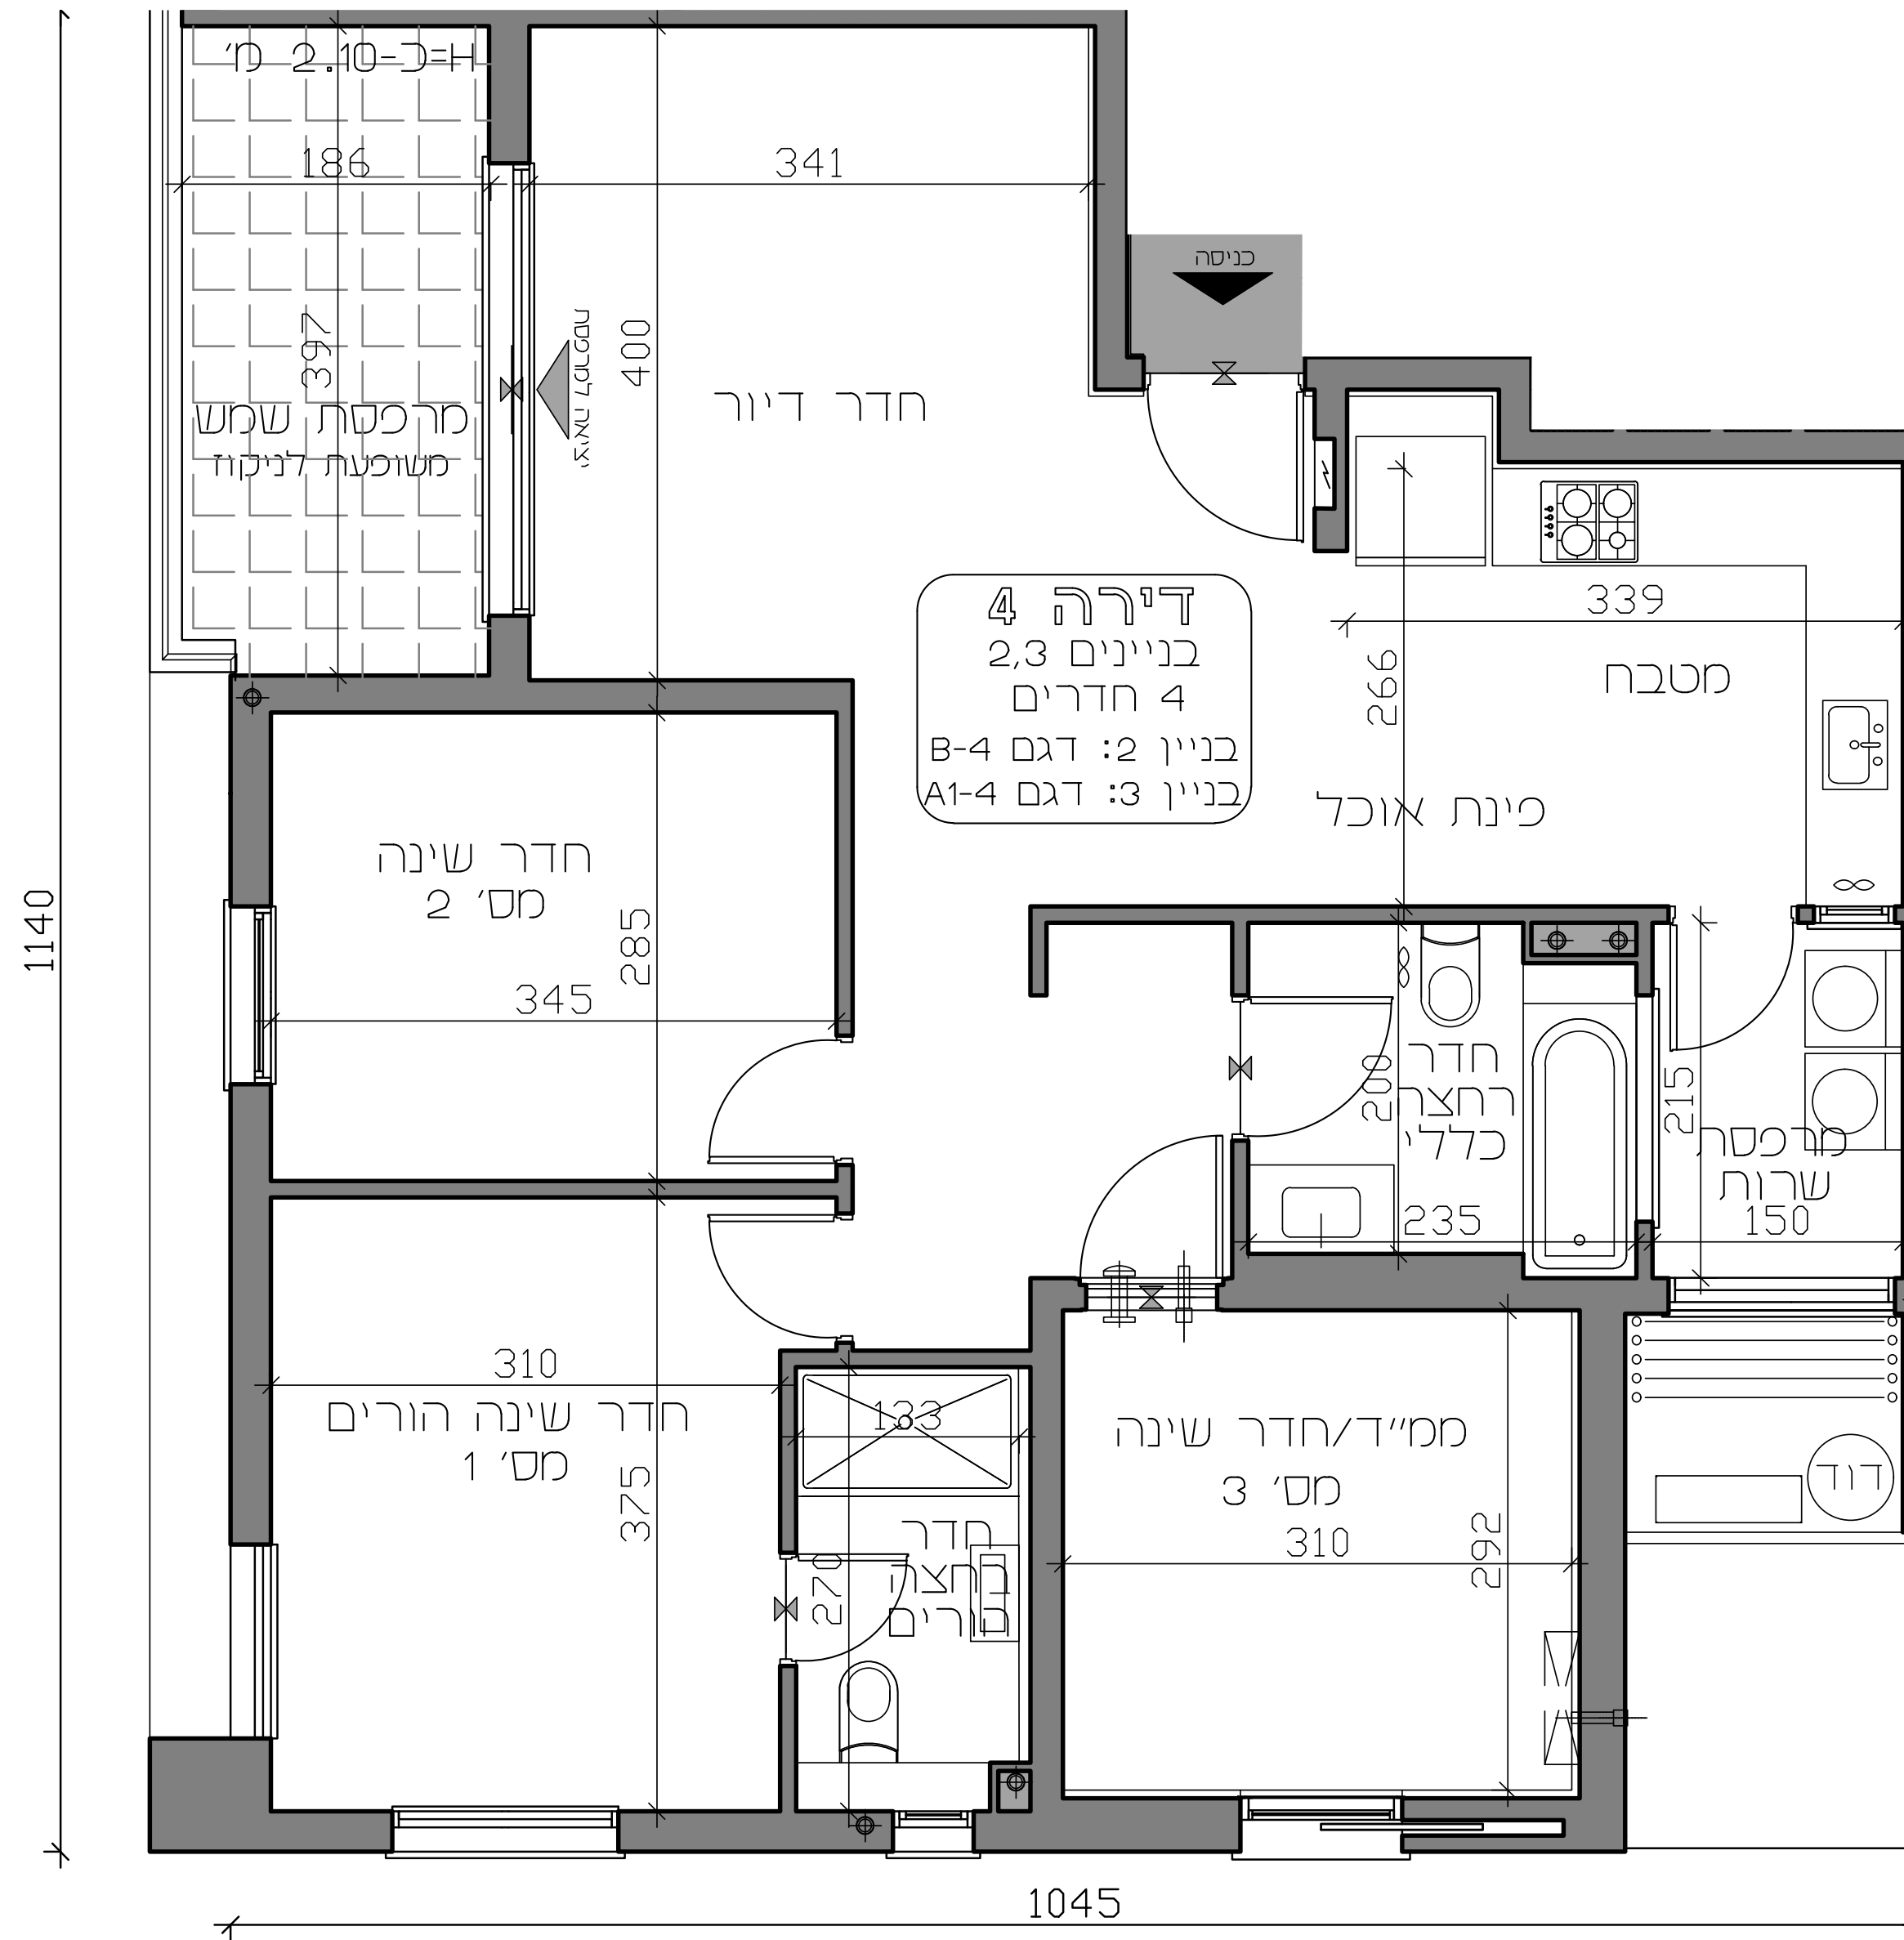 H=כ-2.10 מ'
186
341
כניסה
397
400
יציאה למרפסת
חדר דיור
מרפסת שמש
משופעת לניקוז
דירה 4
בניינים 2,3
4 חדרים
בניין 2: דגם B-4
בניין 3: דגם A1-4
339
266
מטבח
פינת אוכל
חדר שינה
מס' 2
285
345
1140
חדר
רחצה
כללי
200
235
215
מרפסת
שרות
150
310
חדר שינה הורים
מס' 1
375
133
חדר
רחצה
הורים
270
ממ״ד/חדר שינה
מס' 3
310
292
דוד
1045